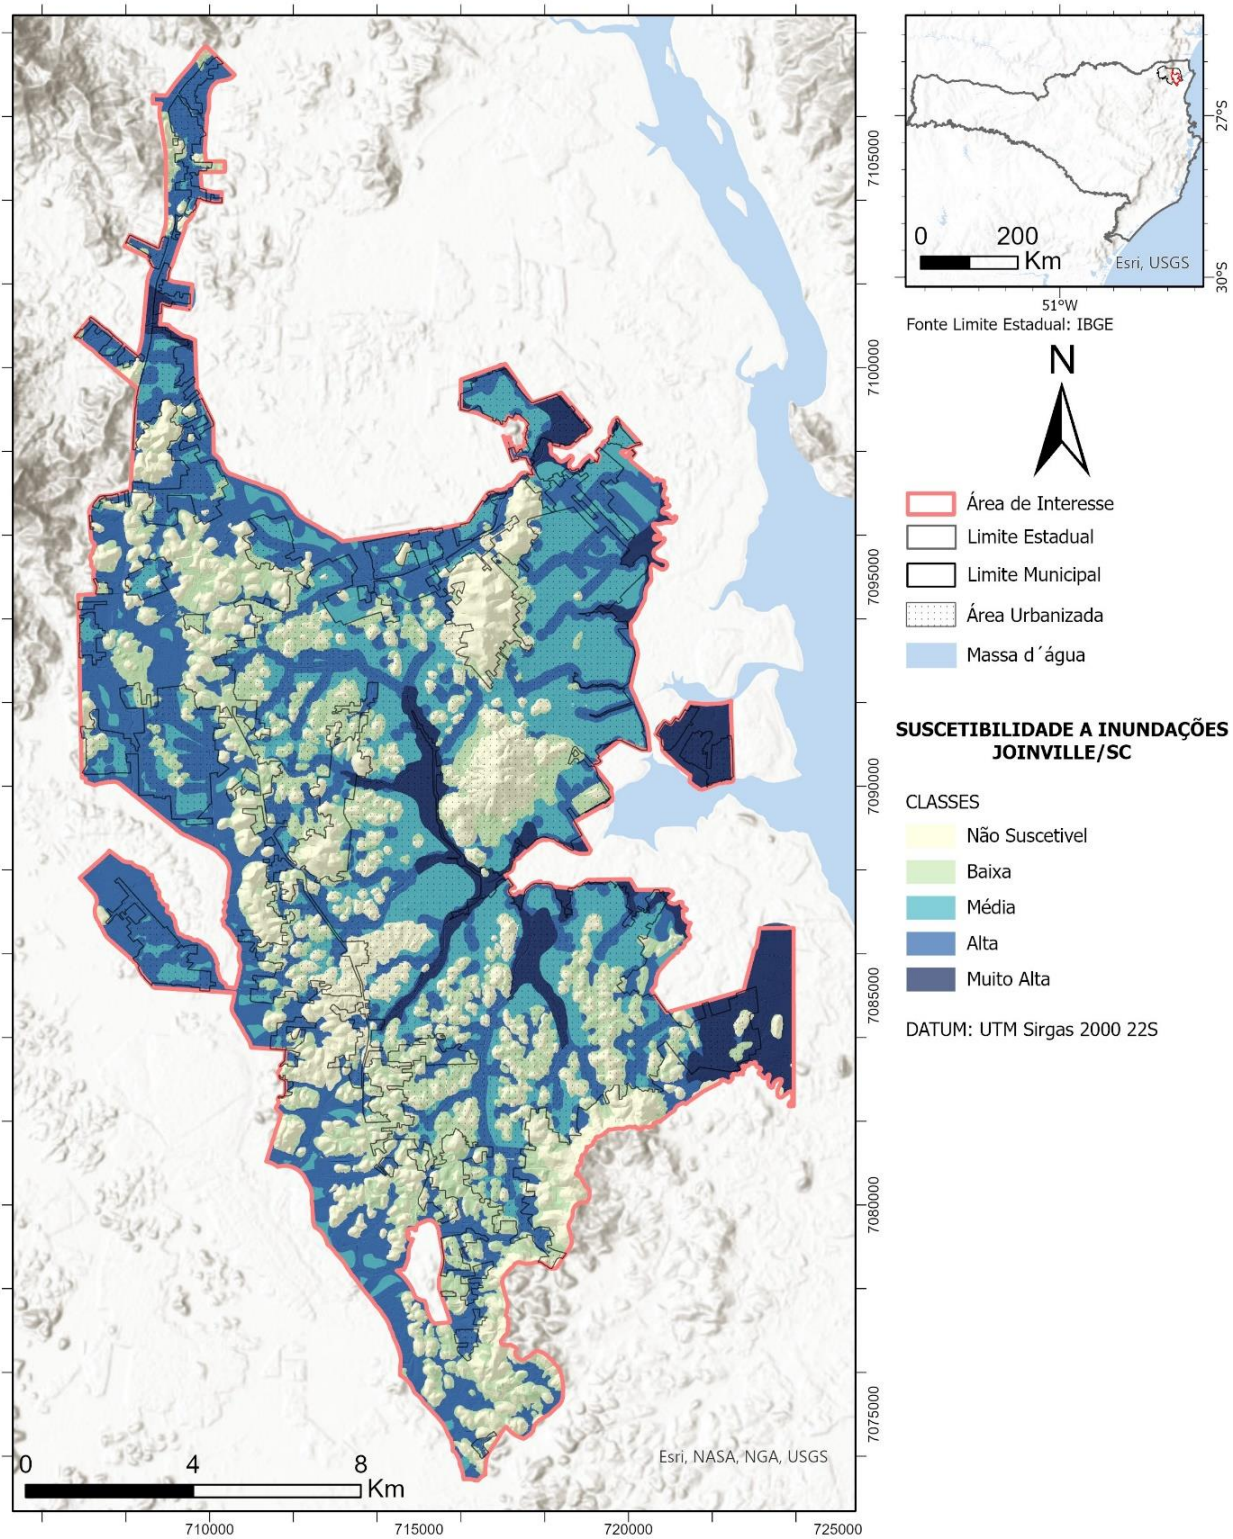 7105000
7100000
7095000
7090000
7085000
7080000
7075000
710000
715000
720000
725000
0 4 8
Km
Esri, NASA, NGA, USGS
0 200
Km
Esri, USGS
27°S
30°S
51°W
Fonte Limite Estadual: IBGE
N
Área de Interesse
Limite Estadual
Limite Municipal
Área Urbanizada
Massa d´água
SUSCETIBILIDADE A INUNDAÇÕES
JOINVILLE/SC
CLASSES
Não Suscetivel
Baixa
Média
Alta
Muito Alta
DATUM: UTM Sirgas 2000 22S